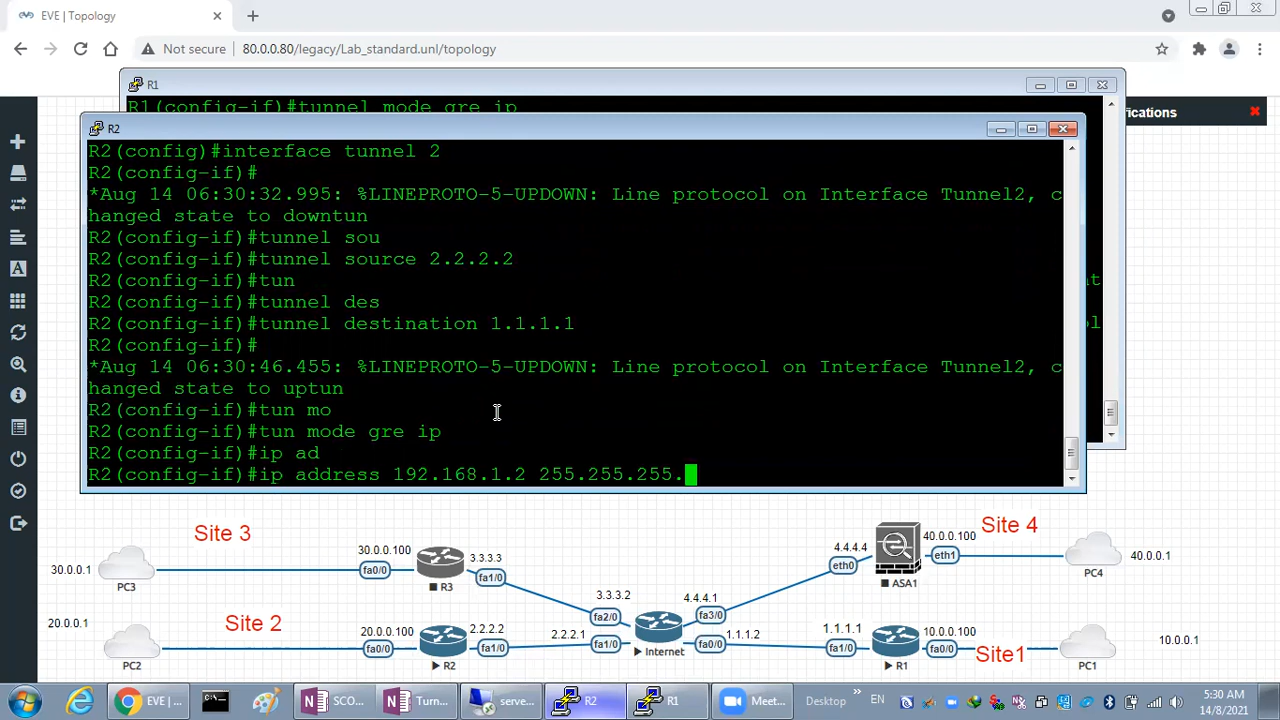 EVE | Topology
Not secure
80.0.0.80/legacy/Lab_standard.unl/topology
R1
R1(config-if)#tunnel mode gre ip
ifications
R2
R2(config)#interface tunnel 2
R2(config-if)#
*Aug 14 06:30:32.995: %LINEPROTO-5-UPDOWN: Line protocol on Interface Tunnel2, c
hanged state to downtun
R2(config-if)#tunnel sou
R2(config-if)#tunnel source 2.2.2.2
R2(config-if)#tun
R2(config-if)#tunnel des
R2(config-if)#tunnel destination 1.1.1.1
R2(config-if)#
*Aug 14 06:30:46.455: %LINEPROTO-5-UPDOWN: Line protocol on Interface Tunnel2, c
hanged state to uptun
R2(config-if)#tun mo
R2(config-if)#tun mode gre ip
R2(config-if)#ip ad
R2(config-if)#ip address 192.168.1.2 255.255.255.
Site 3
Site 4
30.0.0.1
PC3
30.0.0.100
fa0/0
R3
3.3.3.3
fa1/0
4.4.4.4
eth0
ASA1
40.0.0.100
eth1
PC4
40.0.0.1
3.3.3.2
fa2/0
4.4.4.1
fa3/0
Site 2
20.0.0.1
PC2
20.0.0.100
fa0/0
R2
2.2.2.2
fa1/0
2.2.2.1
fa1/0
Internet
1.1.1.2
fa0/0
1.1.1.1
fa1/0
R1
10.0.0.100
fa0/0
Site1
PC1
10.0.0.1
EVE |...
SCO...
Turn...
serve...
R2
R1
Meet...
Desktop
EN
5:30 AM
14/8/2021